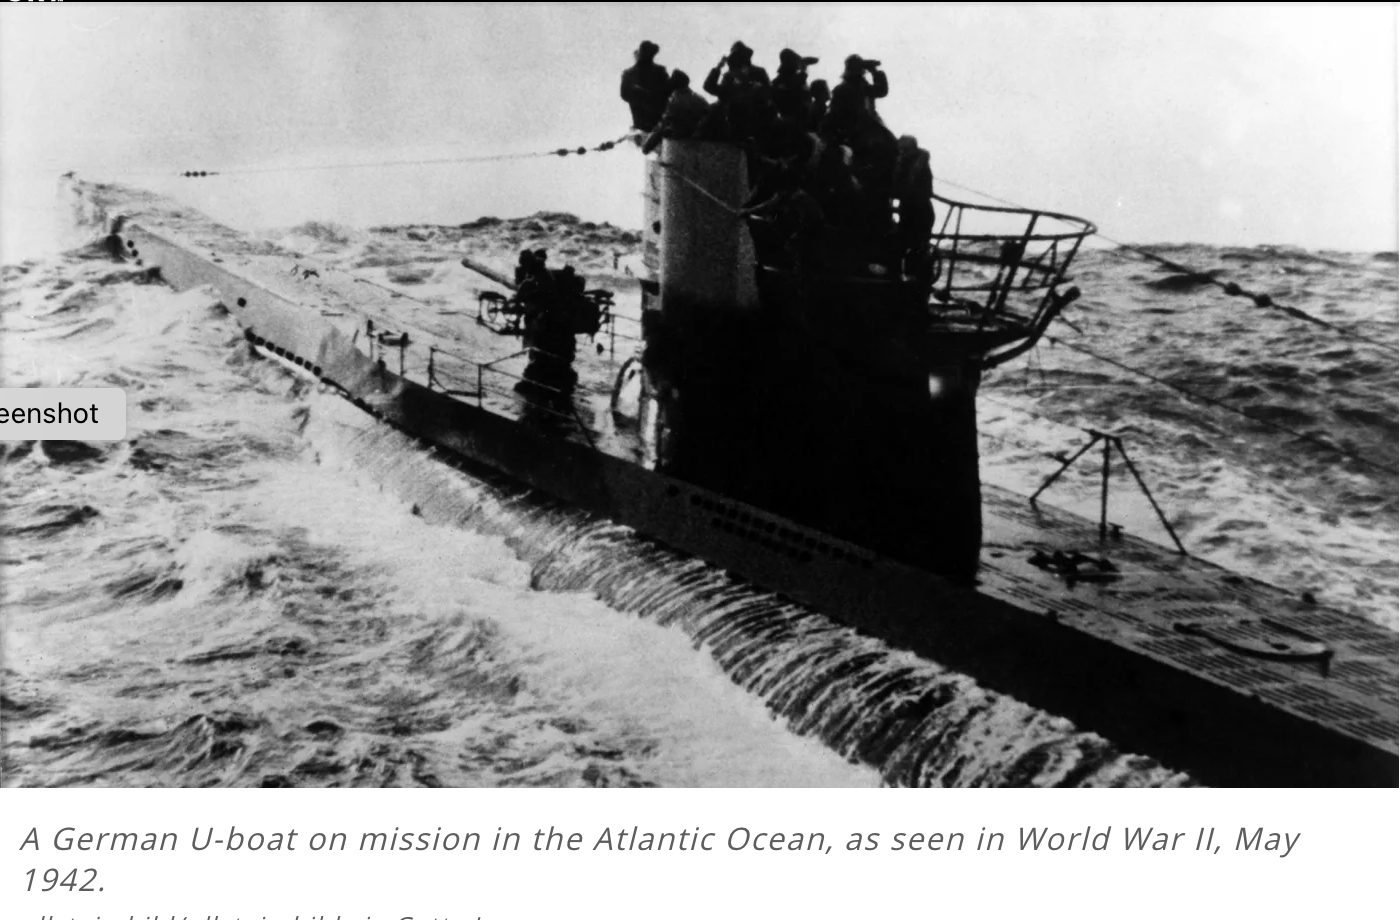 eenshot
A German U-boat on mission in the Atlantic Ocean, as seen in World War II, May
1942.